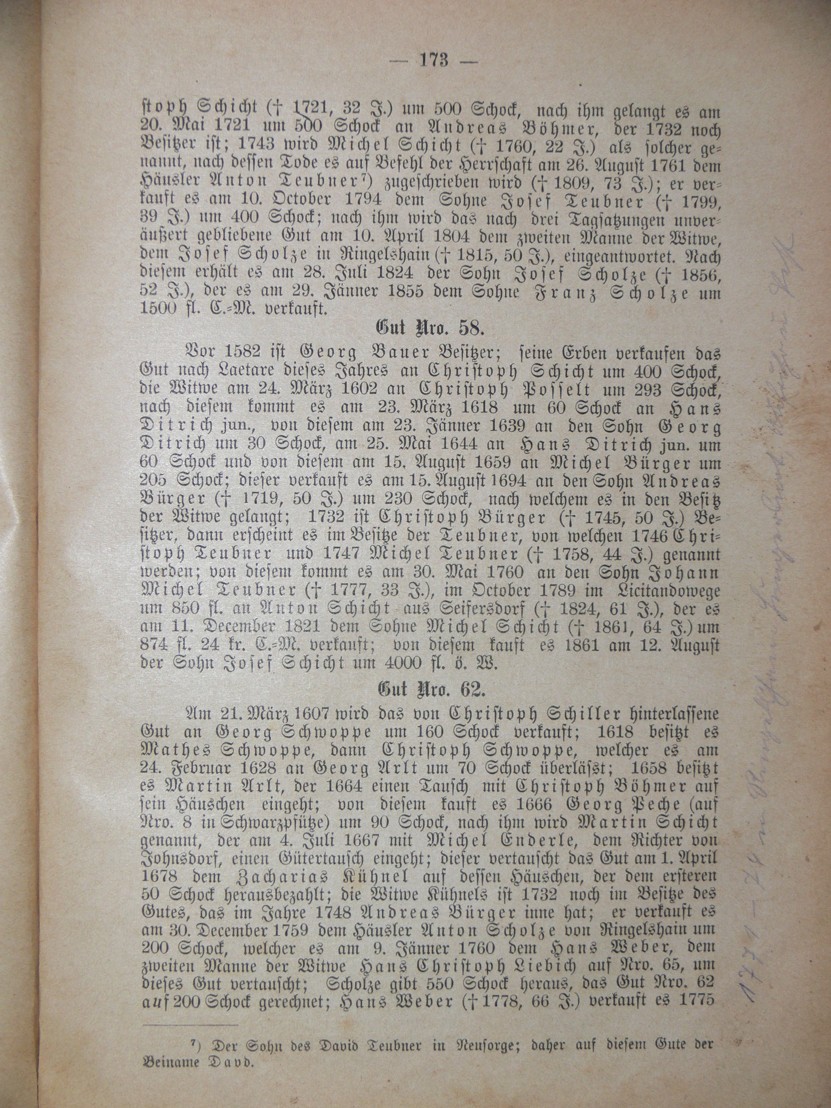 — 173 —
ſtoph Schicht († 1721, 32 J.) um 500 Schock, nach ihm gelangt es am
20. Mai 1721 um 500 Schock an Andreas Böhmer, der 1732 noch
Beſitzer iſt; 1743 wird Michel Schicht († 1760, 22 J.) als ſolcher ge⸗
nannt, nach deſſen Tode es auf Befehl der Herrſchaft am 26. Auguſt 1761 dem
Häusler Anton Teubner⁷) zugeſchrieben wird († 1809, 73 J.); er ver⸗
kauft es am 10. October 1794 dem Sohne Joſef Teubner († 1799,
39 J.) um 400 Schock; nach ihm wird das nach drei Tagſatzungen unver⸗
äußert gebliebene Gut am 10. April 1804 dem zweiten Manne der Witwe,
dem Joſef Scholze in Ringelshain († 1815, 50 J.), eingeantwortet. Nach
dieſem erhält es am 28. Juli 1824 der Sohn Joſef Scholze († 1856,
52 J.), der es am 29. Jänner 1855 dem Sohne Franz Scholze um
1500 fl. C.⸗M. verkauft.
Gut Nro. 58.
Vor 1582 iſt Georg Bauer Beſitzer; ſeine Erben verkaufen das
Gut nach Laetare dieſes Jahres an Chriſtoph Schicht um 400 Schock,
die Witwe am 24. März 1602 an Chriſtoph Poſſelt um 293 Schock,
nach dieſem kommt es am 23. März 1618 um 60 Schock an Hans
Ditrich jun., von dieſem am 23. Jänner 1639 an den Sohn Georg
Ditrich um 30 Schock, am 25. Mai 1644 an Hans Ditrich jun. um
60 Schock und von dieſem am 15. Auguſt 1659 an Michel Bürger um
205 Schock; dieſer verkauft es am 15. Auguſt 1694 an den Sohn Andreas
Bürger († 1719, 50 J.) um 230 Schock, nach welchem es in den Beſitz
der Witwe gelangt; 1732 iſt Chriſtoph Bürger († 1745, 50 J.) Be⸗
ſitzer, dann erſcheint es im Beſitze der Teubner, von welchen 1746 Chri⸗
ſtoph Teubner und 1747 Michel Teubner († 1758, 44 J.) genannt
werden; von dieſem kommt es am 30. Mai 1760 an den Sohn Johann
Michel Teubner († 1777, 33 J.), im October 1789 im Licitandowege
um 850 fl. an Anton Schicht aus Seifersdorf († 1824, 61 J.), der es
am 11. December 1821 dem Sohne Michel Schicht († 1861, 64 J.) um
874 fl. 24 kr. C.⸗M. verkauft; von dieſem kauft es 1861 am 12. Auguſt
der Sohn Joſef Schicht um 4000 fl. ö. W.
Gut Nro. 62.
Am 21. März 1607 wird das von Chriſtoph Schiller hinterlaſſene
Gut an Georg Schwoppe um 160 Schock verkauft; 1618 beſitzt es
Mathes Schwoppe, dann Chriſtoph Schwoppe, welcher es am
24. Februar 1628 an Georg Arlt um 70 Schock überläſst; 1658 beſitzt
es Martin Arlt, der 1664 einen Tauſch mit Chriſtoph Böhmer auf
ſein Häuschen eingeht; von dieſem kauft es 1666 Georg Peche (auf
Nro. 8 in Schwarzpfütze) um 90 Schock, nach ihm wird Martin Schicht
genannt, der am 4. Juli 1667 mit Michel Enderle, dem Richter von
Johnsdorf, einen Gütertauſch eingeht; dieſer vertauſcht das Gut am 1. April
1678 dem Zacharias Kühnel auf deſſen Häuschen, der dem erſteren
50 Schock herausbezahlt; die Witwe Kühnels iſt 1732 noch im Beſitze des
Gutes, das im Jahre 1748 Andreas Bürger inne hat; er verkauft es
am 30. December 1759 dem Häusler Anton Scholze von Ringelshain um
200 Schock, welcher es am 9. Jänner 1760 dem Hans Weber, dem
zweiten Manne der Witwe Hans Chriſtoph Liebich auf Nro. 65, um
dieſes Gut vertauſcht; Scholze gibt 550 Schock heraus, das Gut Nro. 62
auf 200 Schock gerechnet; Hans Weber († 1778, 66 J.) verkauft es 1775
⁷) Der Sohn des David Teubner in Neuſorge; daher auf dieſem Gute der
Beiname Davd.